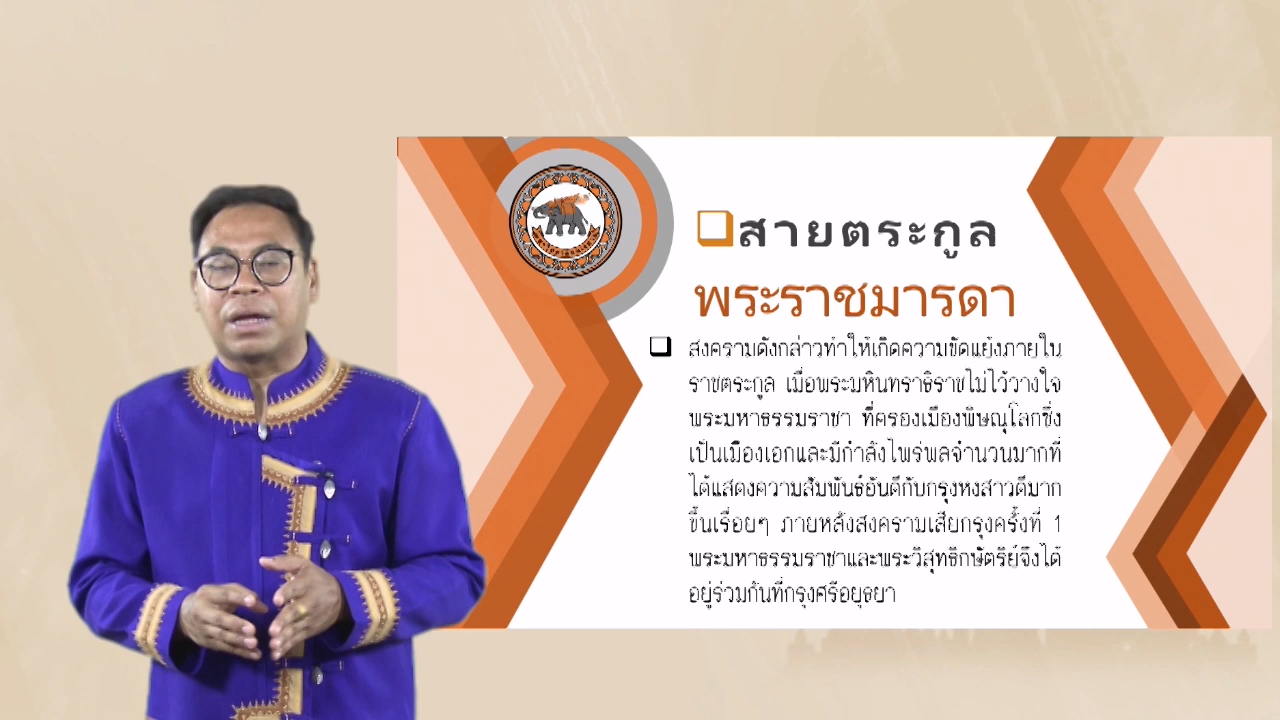 สายตระกูล
พระราชมารดา
สงครามดังกล่าวทำให้เกิดความขัดแย้งภายใน
ราชตระกูล เมื่อพระมหินทราธิราชไม่ไว้วางใจ
พระมหาธรรมราชา ที่ครองเมืองพิษณุโลกซึ่ง
เป็นเมืองเอกและมีกำลังไพร่พลจำนวนมากที่
ได้แสดงความสัมพันธ์อันดีกับกรุงหงสาวดีมาก
ขึ้นเรื่อยๆ ภายหลังสงครามเสียกรุงครั้งที่ 1
พระมหาธรรมราชาและพระวิสุทธิกษัตรีย์จึงได้
อยู่ร่วมกันที่กรุงศรีอยุธยา